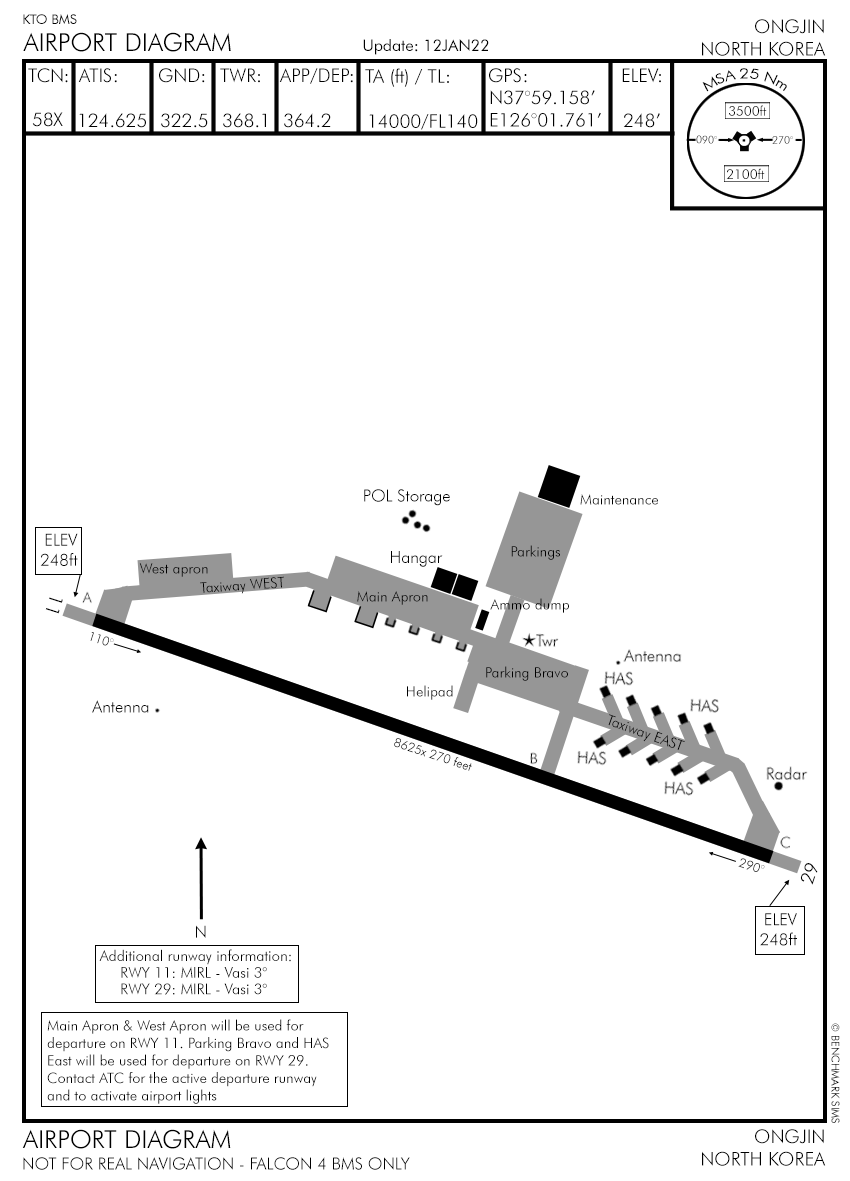 KTO BMS
AIRPORT DIAGRAM
Update: 12JAN22
ONGJIN
NORTH KOREA
TCN: ATIS: GND: TWR: APP/DEP: TA (ft) / TL: GPS: ELEV:
N37°59.158′
58X 124.625 322.5 368.1 364.2 14000/FL140 E126°01.761′ 248′
MSA 25 Nm
3500ft
090° 270°
2100ft
POL Storage
Maintenance
ELEV
248ft
Hangar
Parkings
West apron
Taxiway WEST
Main Apron
Ammo dump
A
11
110°
Twr
Antenna
Parking Bravo
HAS
Helipad
HAS
Antenna
Taxiway EAST
8625x 270 feet
B
HAS
HAS
Radar
C
290°
29
ELEV
248ft
N
Additional runway information:
RWY 11: MIRL - Vasi 3°
RWY 29: MIRL - Vasi 3°
Main Apron & West Apron will be used for
departure on RWY 11. Parking Bravo and HAS
East will be used for departure on RWY 29.
Contact ATC for the active departure runway
and to activate airport lights
© BENCHMARK SIMS
AIRPORT DIAGRAM
NOT FOR REAL NAVIGATION - FALCON 4 BMS ONLY
ONGJIN
NORTH KOREA